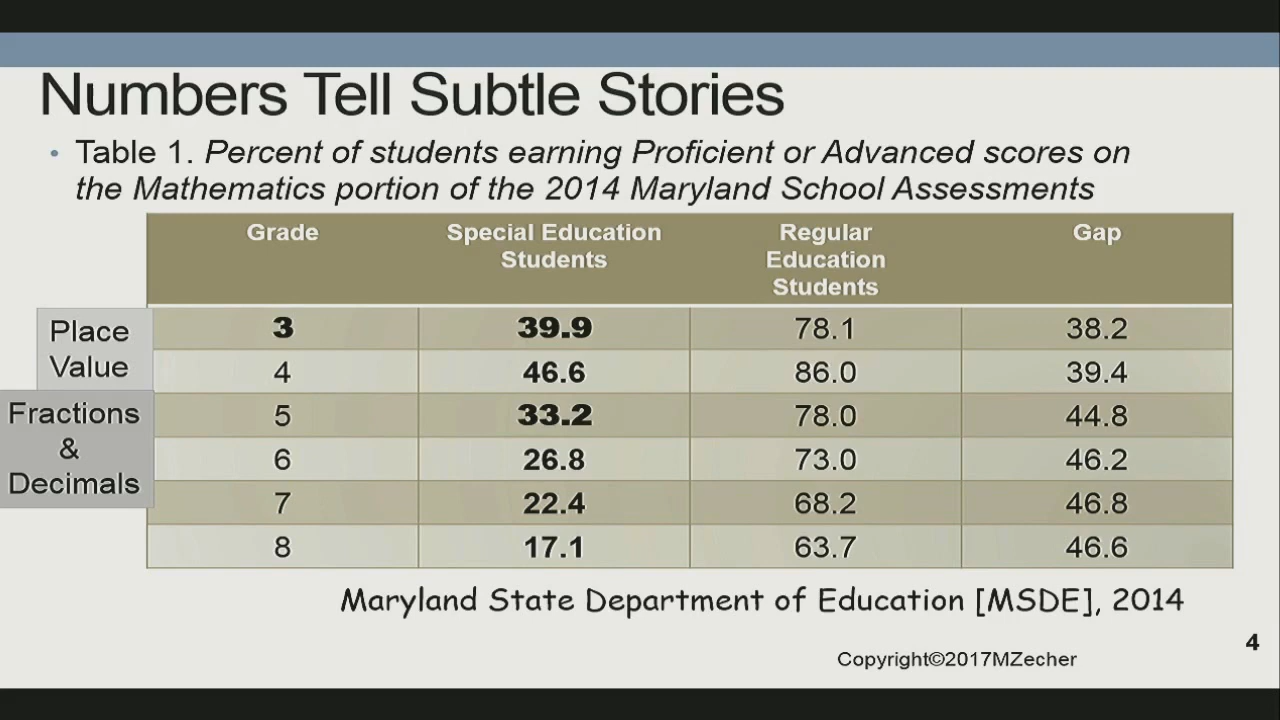 Numbers Tell Subtle Stories
• Table 1. Percent of students earning Proficient or Advanced scores on
the Mathematics portion of the 2014 Maryland School Assessments
Grade Special Education Students Regular Education Students Gap
Place Value
3 39.9 78.1 38.2
4 46.6 86.0 39.4
Fractions & Decimals
5 33.2 78.0 44.8
6 26.8 73.0 46.2
7 22.4 68.2 46.8
8 17.1 63.7 46.6
Maryland State Department of Education [MSDE], 2014
4
Copyright©2017MZecher